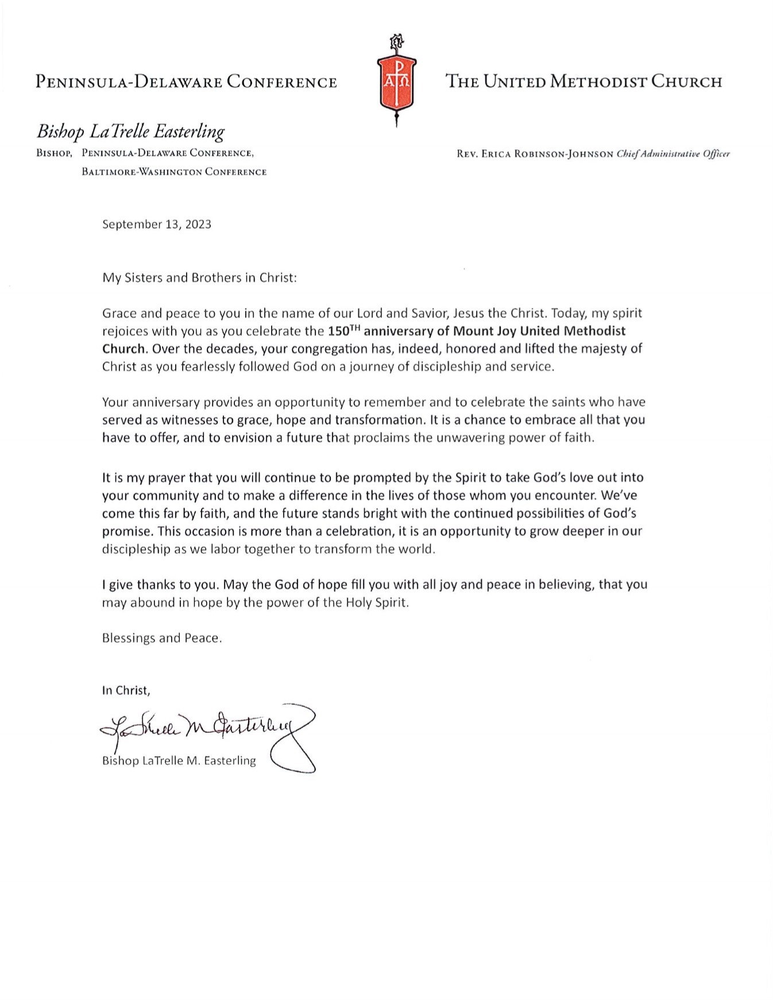 PENINSULA-DELAWARE CONFERENCE
ΑΡΩ
THE UNITED METHODIST CHURCH
Bishop LaTrelle Easterling
BISHOP, PENINSULA-DELAWARE CONFERENCE,
BALTIMORE-WASHINGTON CONFERENCE
REV. ERICA ROBINSON-JOHNSON Chief Administrative Officer
September 13, 2023
My Sisters and Brothers in Christ:
Grace and peace to you in the name of our Lord and Savior, Jesus the Christ. Today, my spirit
rejoices with you as you celebrate the 150TH anniversary of Mount Joy United Methodist
Church. Over the decades, your congregation has, indeed, honored and lifted the majesty of
Christ as you fearlessly followed God on a journey of discipleship and service.
Your anniversary provides an opportunity to remember and to celebrate the saints who have
served as witnesses to grace, hope and transformation. It is a chance to embrace all that you
have to offer, and to envision a future that proclaims the unwavering power of faith.
It is my prayer that you will continue to be prompted by the Spirit to take God’s love out into
your community and to make a difference in the lives of those whom you encounter. We’ve
come this far by faith, and the future stands bright with the continued possibilities of God’s
promise. This occasion is more than a celebration, it is an opportunity to grow deeper in our
discipleship as we labor together to transform the world.
I give thanks to you. May the God of hope fill you with all joy and peace in believing, that you
may abound in hope by the power of the Holy Spirit.
Blessings and Peace.
In Christ,
LaTrelle M Easterling
Bishop LaTrelle M. Easterling